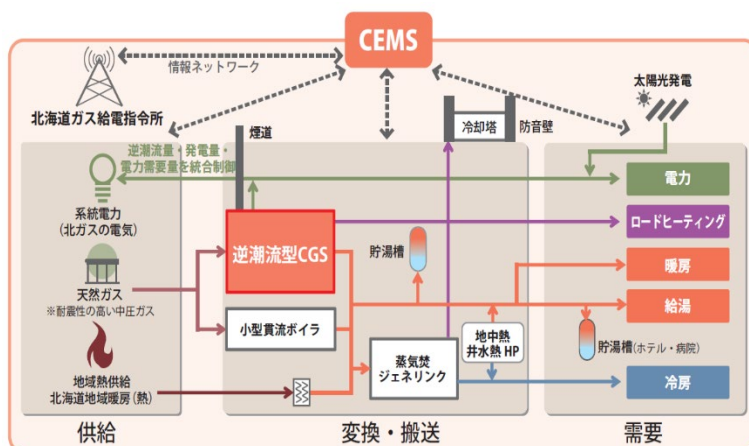 CEMS
情報ネットワーク
北海道ガス給電指令所
太陽光発電
煙道
冷却塔
防音壁
逆潮流量・発電量・
電力需要量を統合制御
系統電力
(北ガスの電気)
天然ガス
※耐震性の高い中圧ガス
地域熱供給
北海道地域暖房(熱)
供給
逆潮流型CGS
小型貫流ボイラ
貯湯槽
蒸気焚
ジェネリンク
地中熱
井水熱 HP
変換・搬送
電力
ロードヒーティング
暖房
給湯
貯湯槽(ホテル・病院)
冷房
需要